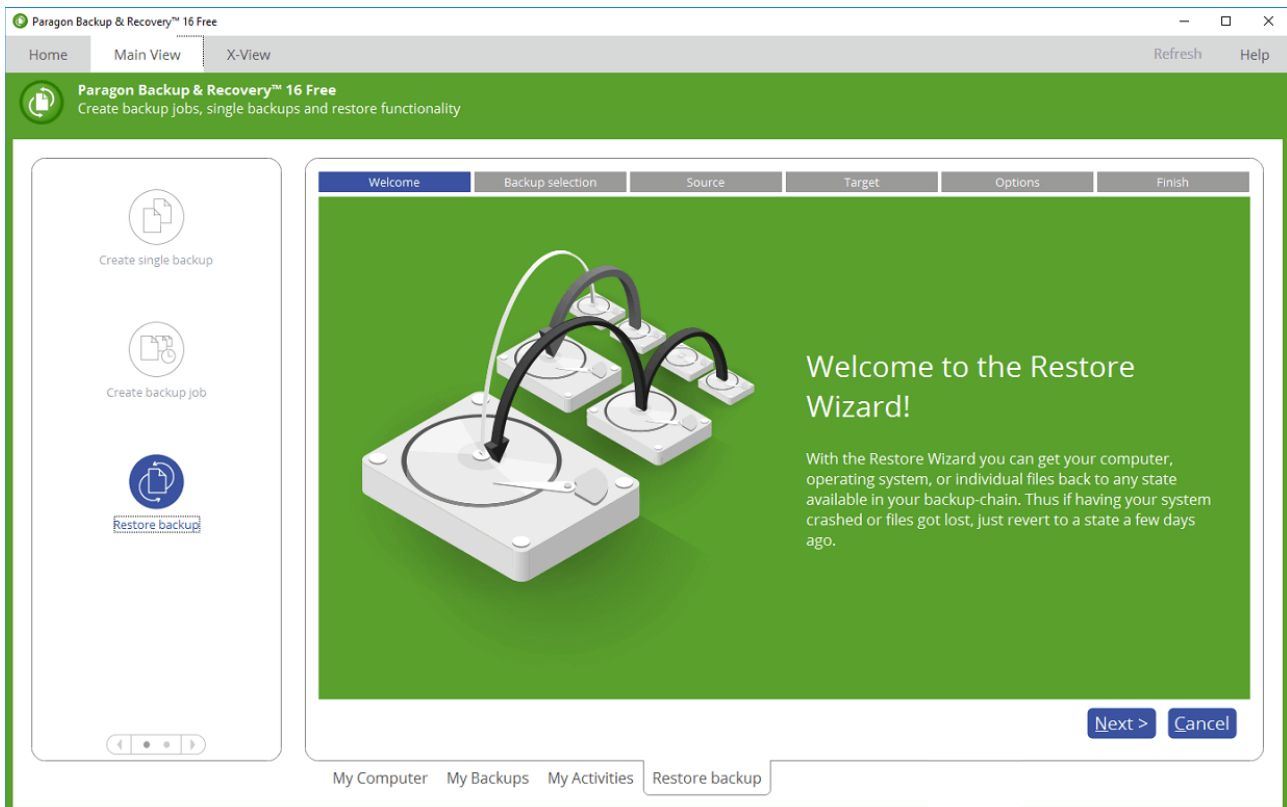 Paragon Backup & Recovery™ 16 Free
Home Main View X-View Refresh Help
Paragon Backup & Recovery™ 16 Free
Create backup jobs, single backups and restore functionality
Create single backup
Create backup job
Restore backup
Welcome Backup selection Source Target Options Finish
Welcome to the Restore
Wizard!
With the Restore Wizard you can get your computer,
operating system, or individual files back to any state
available in your backup-chain. Thus if having your system
crashed or files got lost, just revert to a state a few days
ago.
Next > Cancel
My Computer My Backups My Activities Restore backup